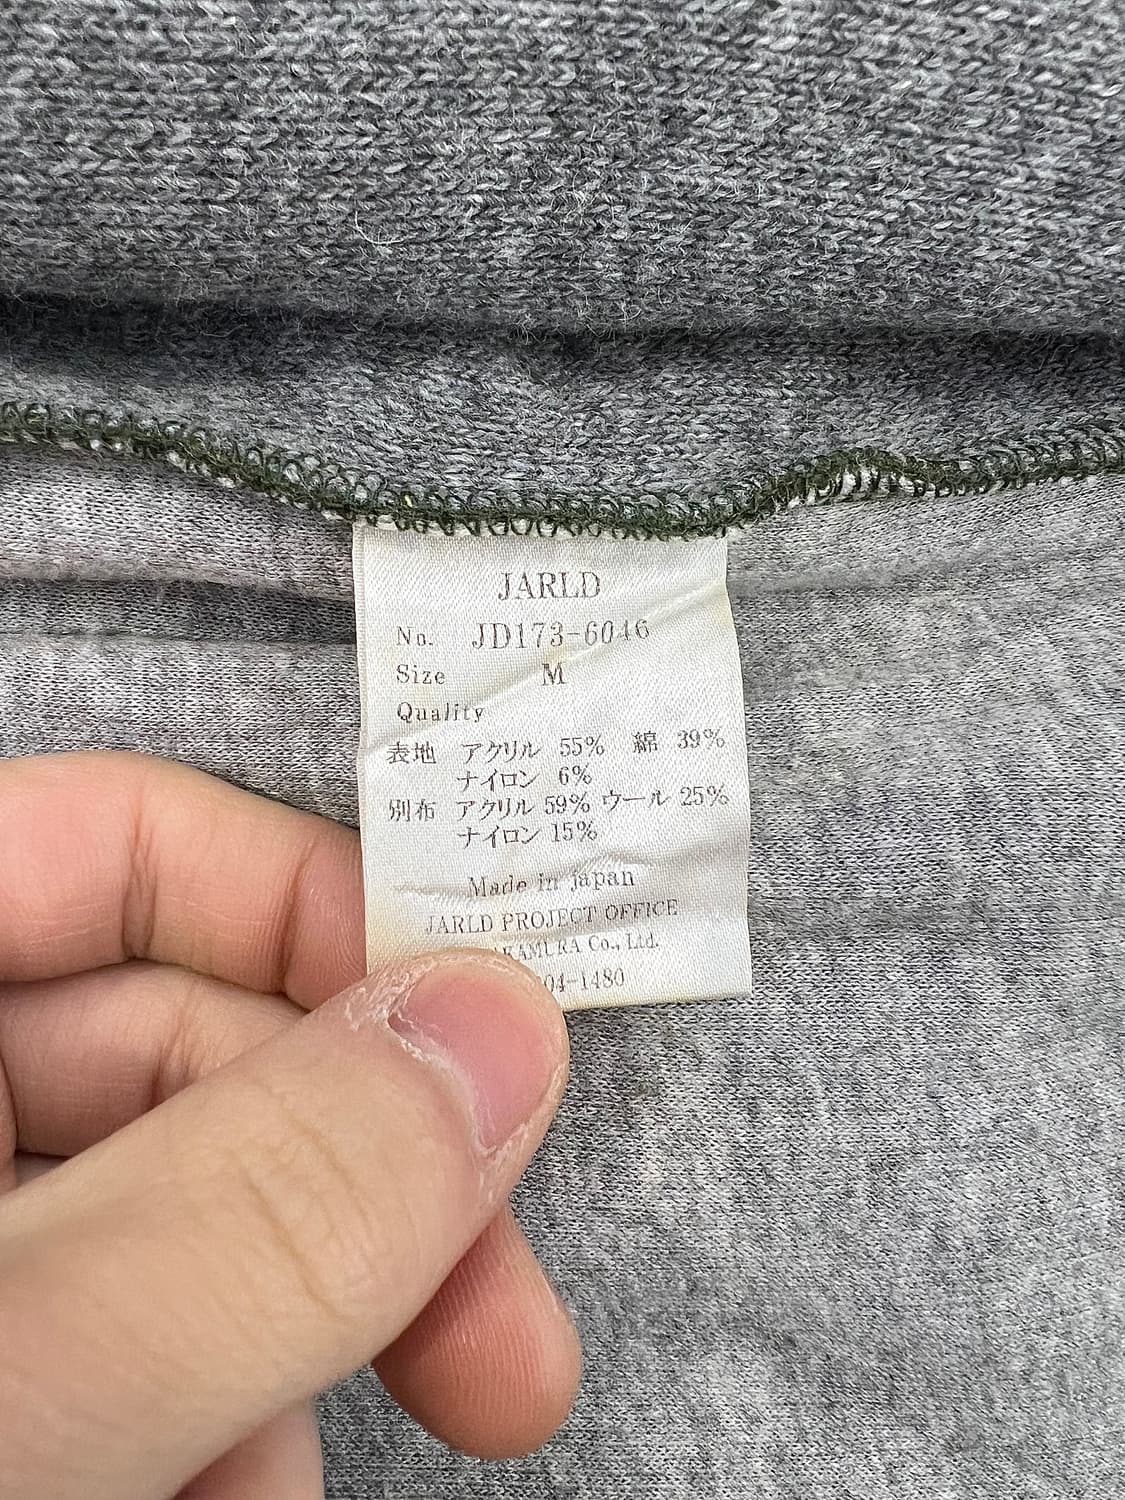 JARLD
No. JD173-6046
Size M
Quality
表地 アクリル 55% 綿 39%
ナイロン 6%
別布 アクリル 59% ウール 25%
ナイロン 15%
Made in japan
JARLD PROJECT OFFICE
Co., Ltd.
04-1480